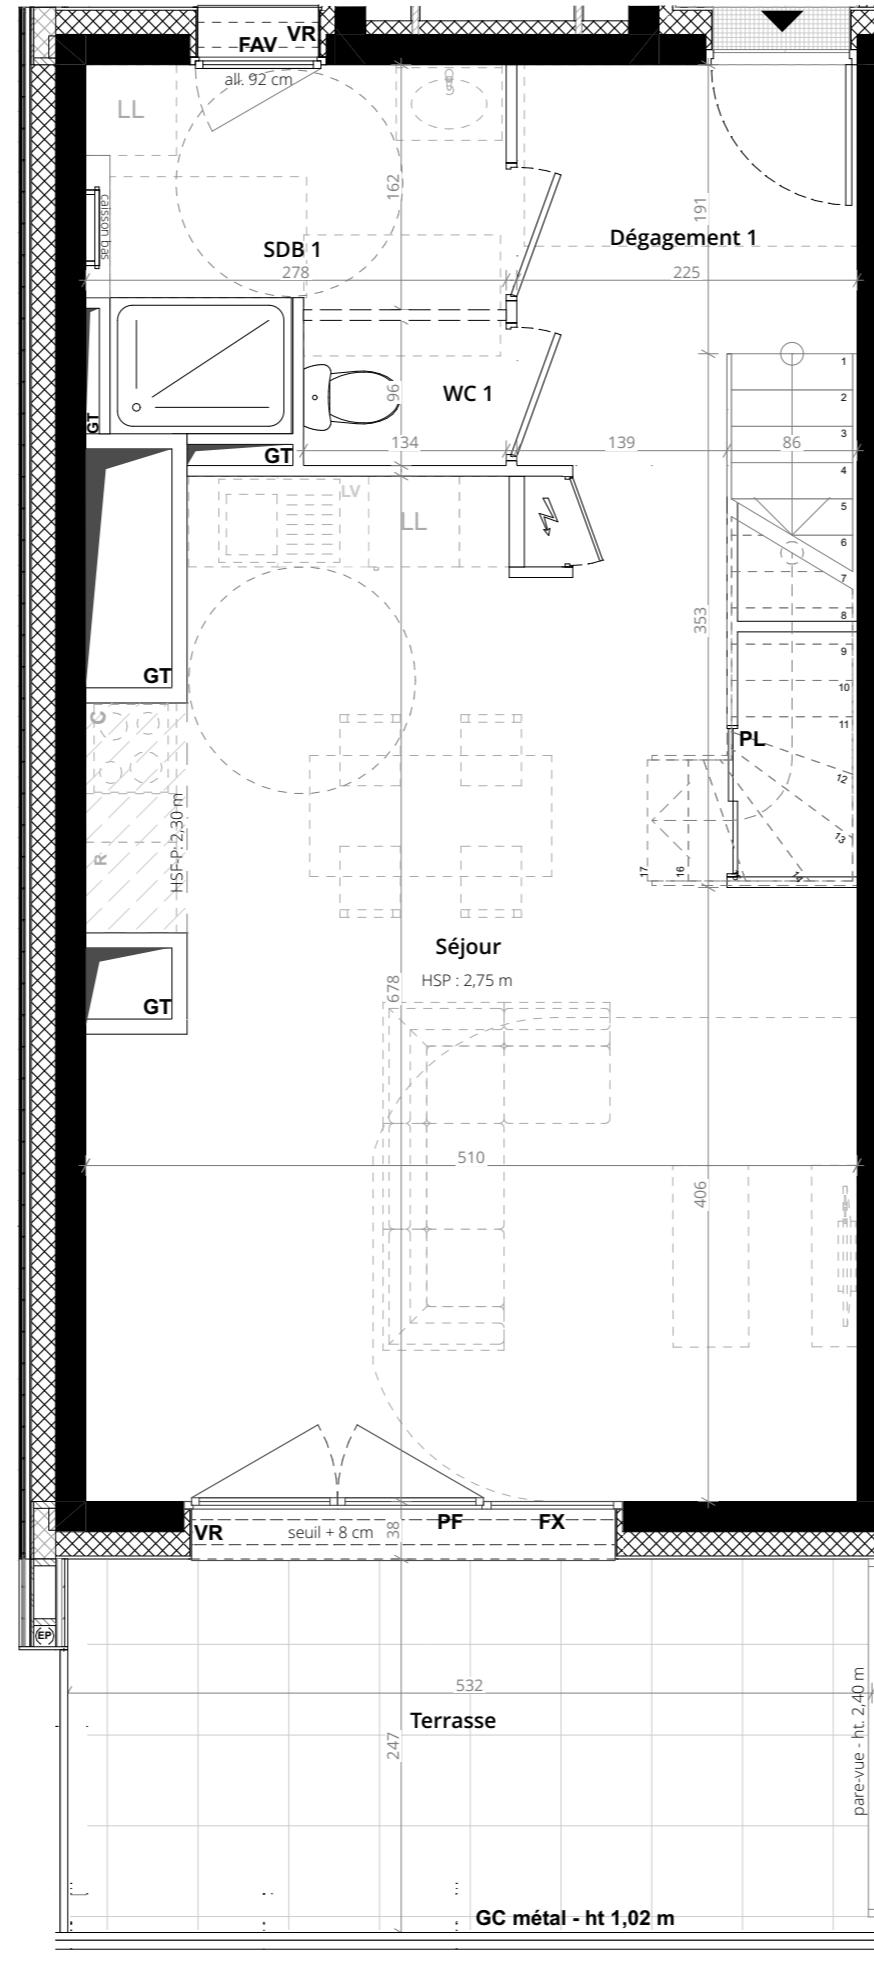 VR
FAV
all. 92 cm
LL
162
191
caisson bas
SDB 1
Dégagement 1
278
225
GT
96
WC 1
134
139
86
GT
1
2
3
4
5
6
7
8
9
10
11
12
13
14
16
17
LV
LL
353
GT
C
PL
HSF-P: 2,30 m
R
Séjour
HSP : 2,75 m
678
GT
510
406
VR
seuil + 8 cm
38
PF
FX
EP
532
Terrasse
247
pare-vue - ht. 2,40 m
GC métal - ht 1,02 m